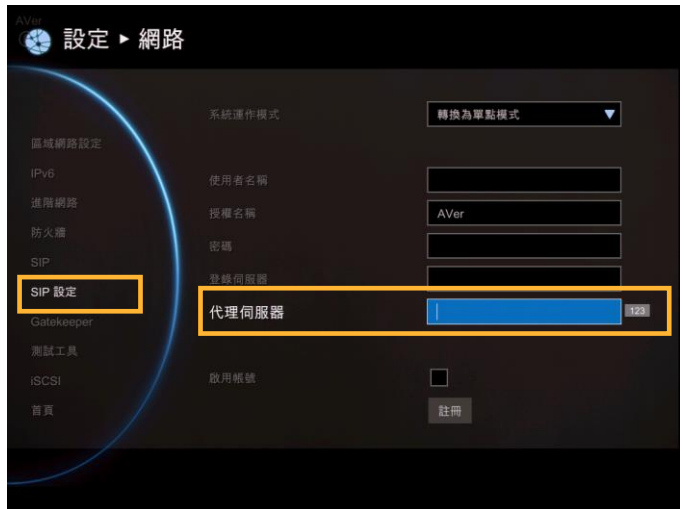 AVer
設定 ▸ 網路
系統運作模式
轉換為單點模式
區域網路設定
IPv6
使用者名稱
進階網路
授權名稱
AVer
防火牆
密碼
SIP
登錄伺服器
SIP 設定
代理伺服器
123
Gatekeeper
測試工具
iSCSI
啟用帳號
首頁
註冊